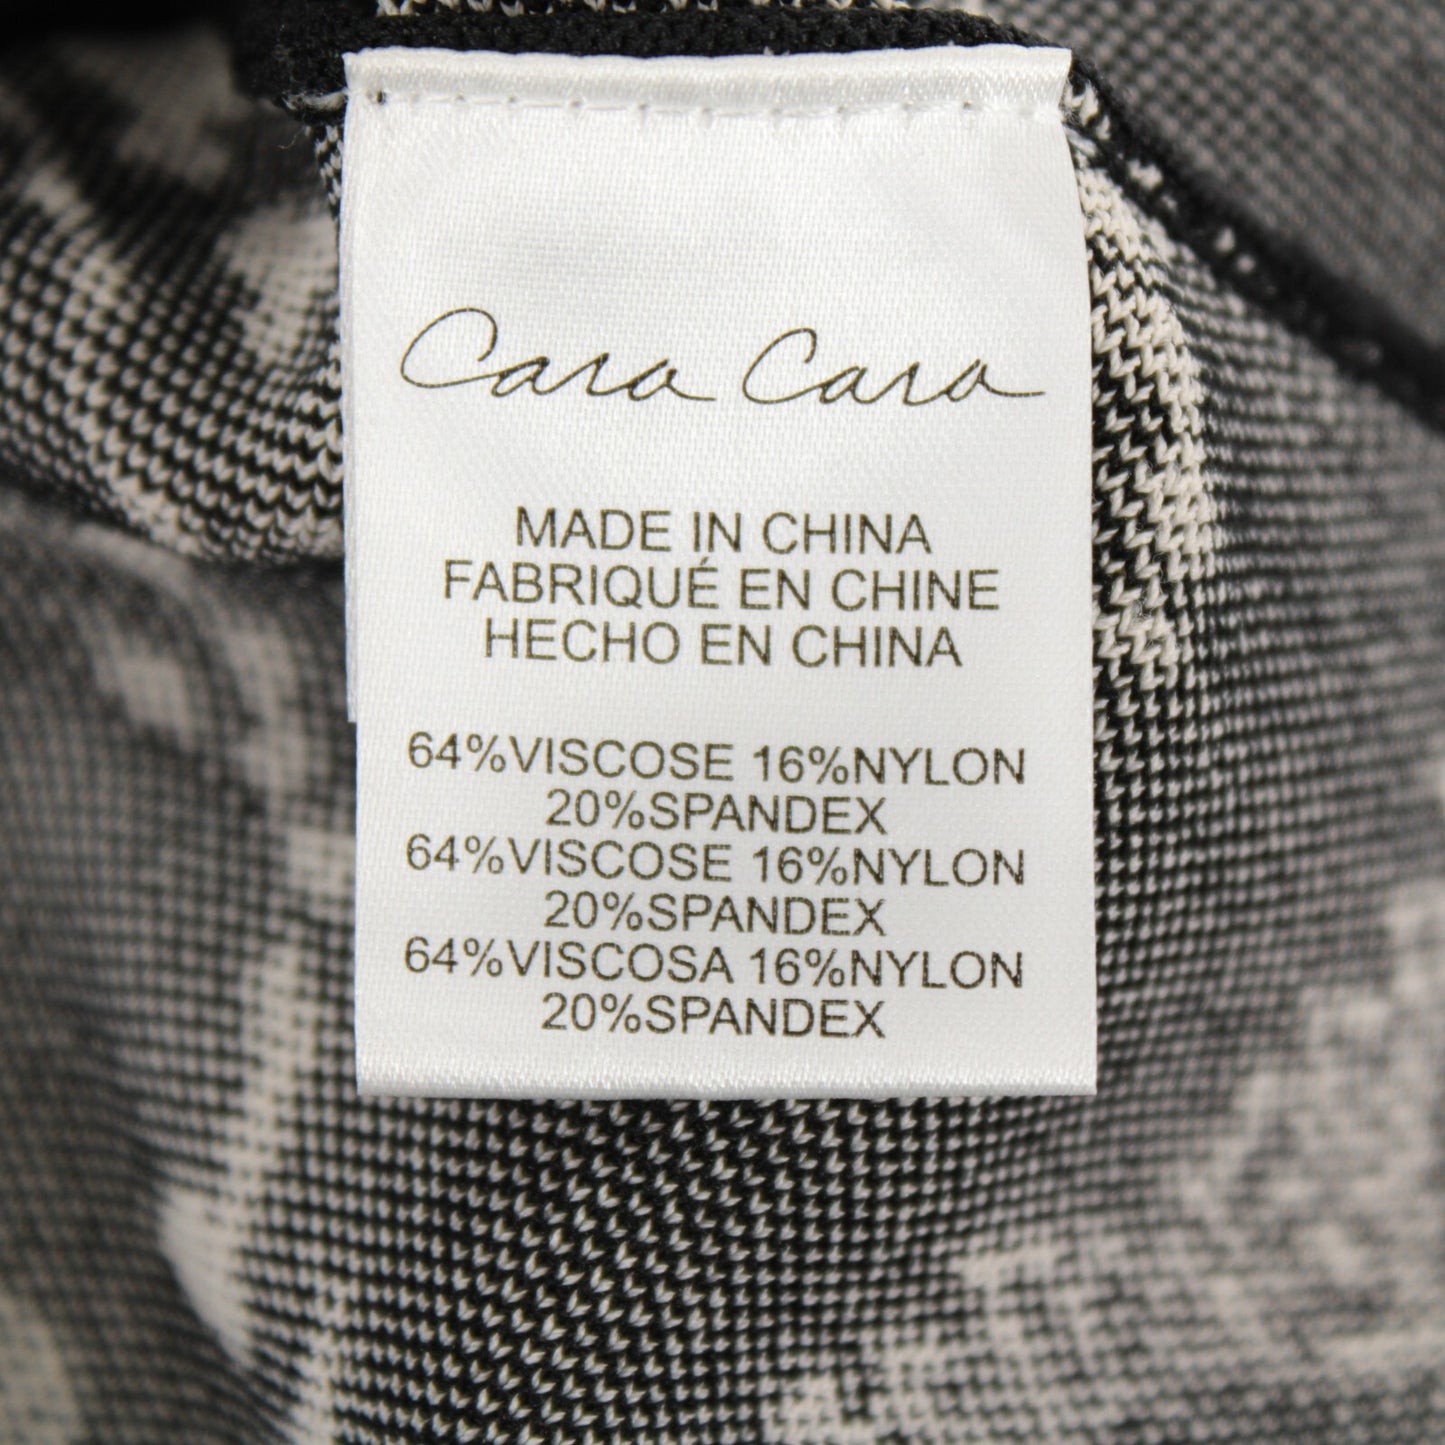 Cara Cara
MADE IN CHINA
FABRIQUÉ EN CHINE
HECHO EN CHINA
64%VISCOSE 16%NYLON
20%SPANDEX
64%VISCOSE 16%NYLON
20%SPANDEX
64%VISCOSA 16%NYLON
20%SPANDEX